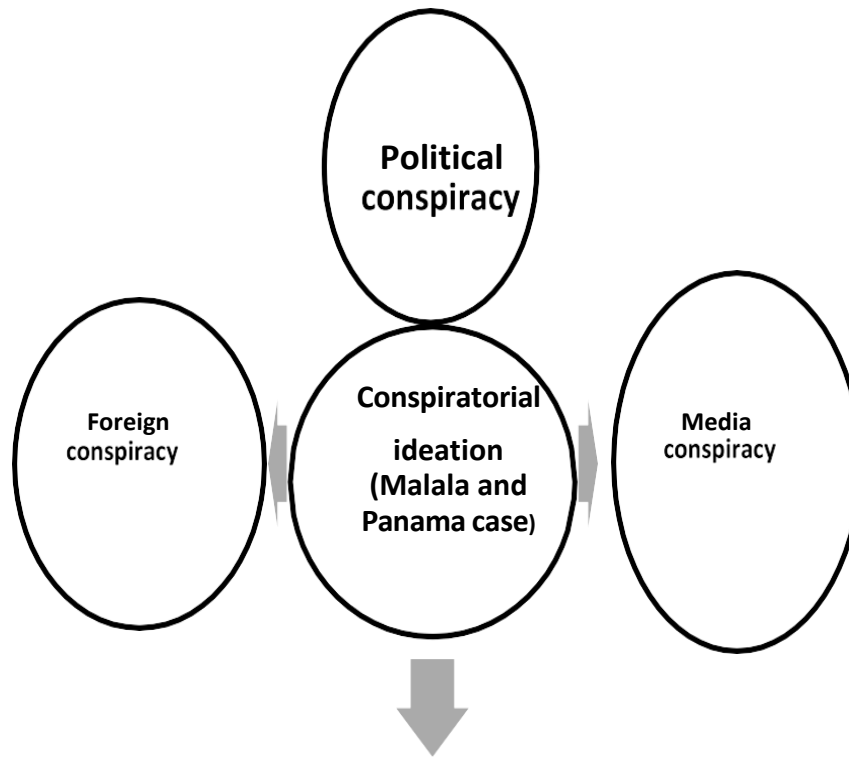 Political
conspiracy
Foreign
conspiracy
Conspiratorial
ideation
(Malala and
Panama case)
Media
conspiracy